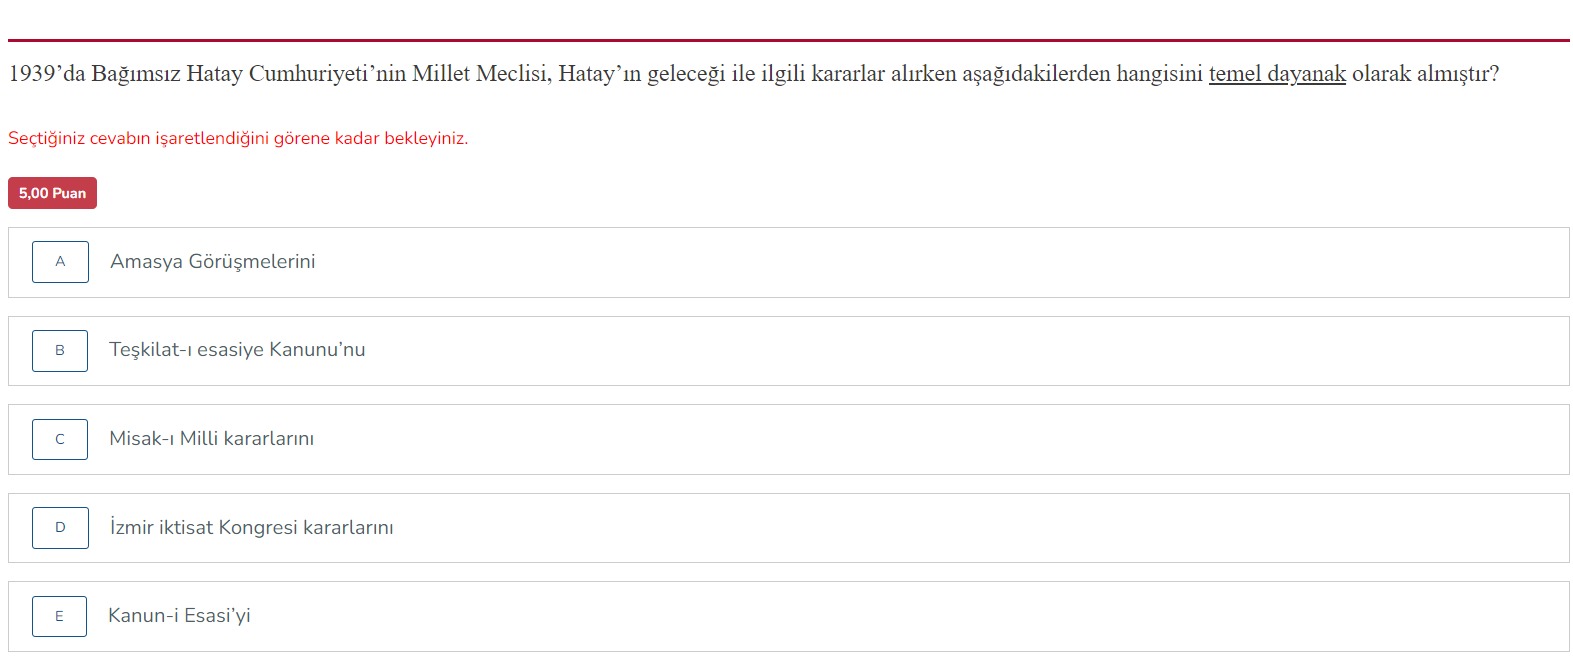 1939’da Bağımsız Hatay Cumhuriyeti’nin Millet Meclisi, Hatay’ın geleceği ile ilgili kararlar alırken aşağıdakilerden hangisini temel dayanak olarak almıştır?
Seçtiğiniz cevabın işaretlendiğini görene kadar bekleyiniz.
5,00 Puan
A Amasya Görüşmelerini
B Teşkilat-ı esasiye Kanunu’nu
C Misak-ı Milli kararlarını
D İzmir iktisat Kongresi kararlarını
E Kanun-i Esasi’yi